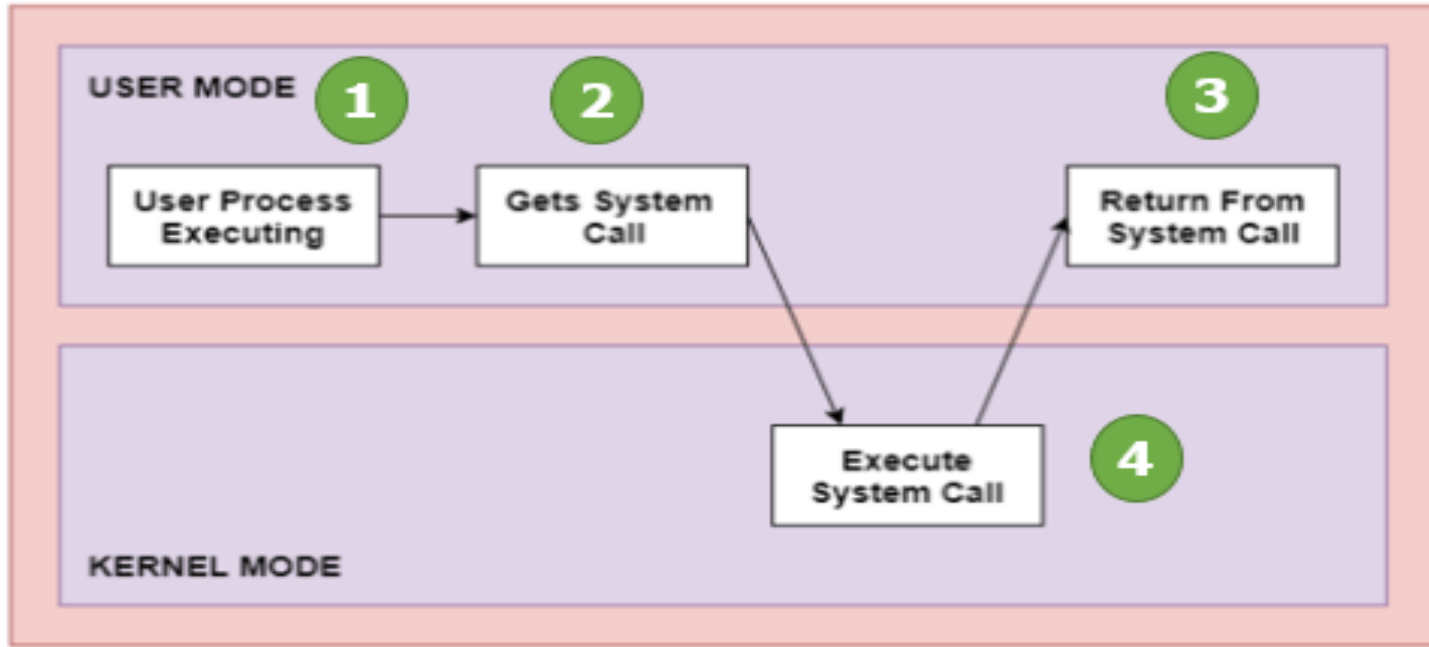 USER MODE
1
2
3
User Process
Executing
Gets System
Call
Return From
System Call
Execute
System Call
4
KERNEL MODE